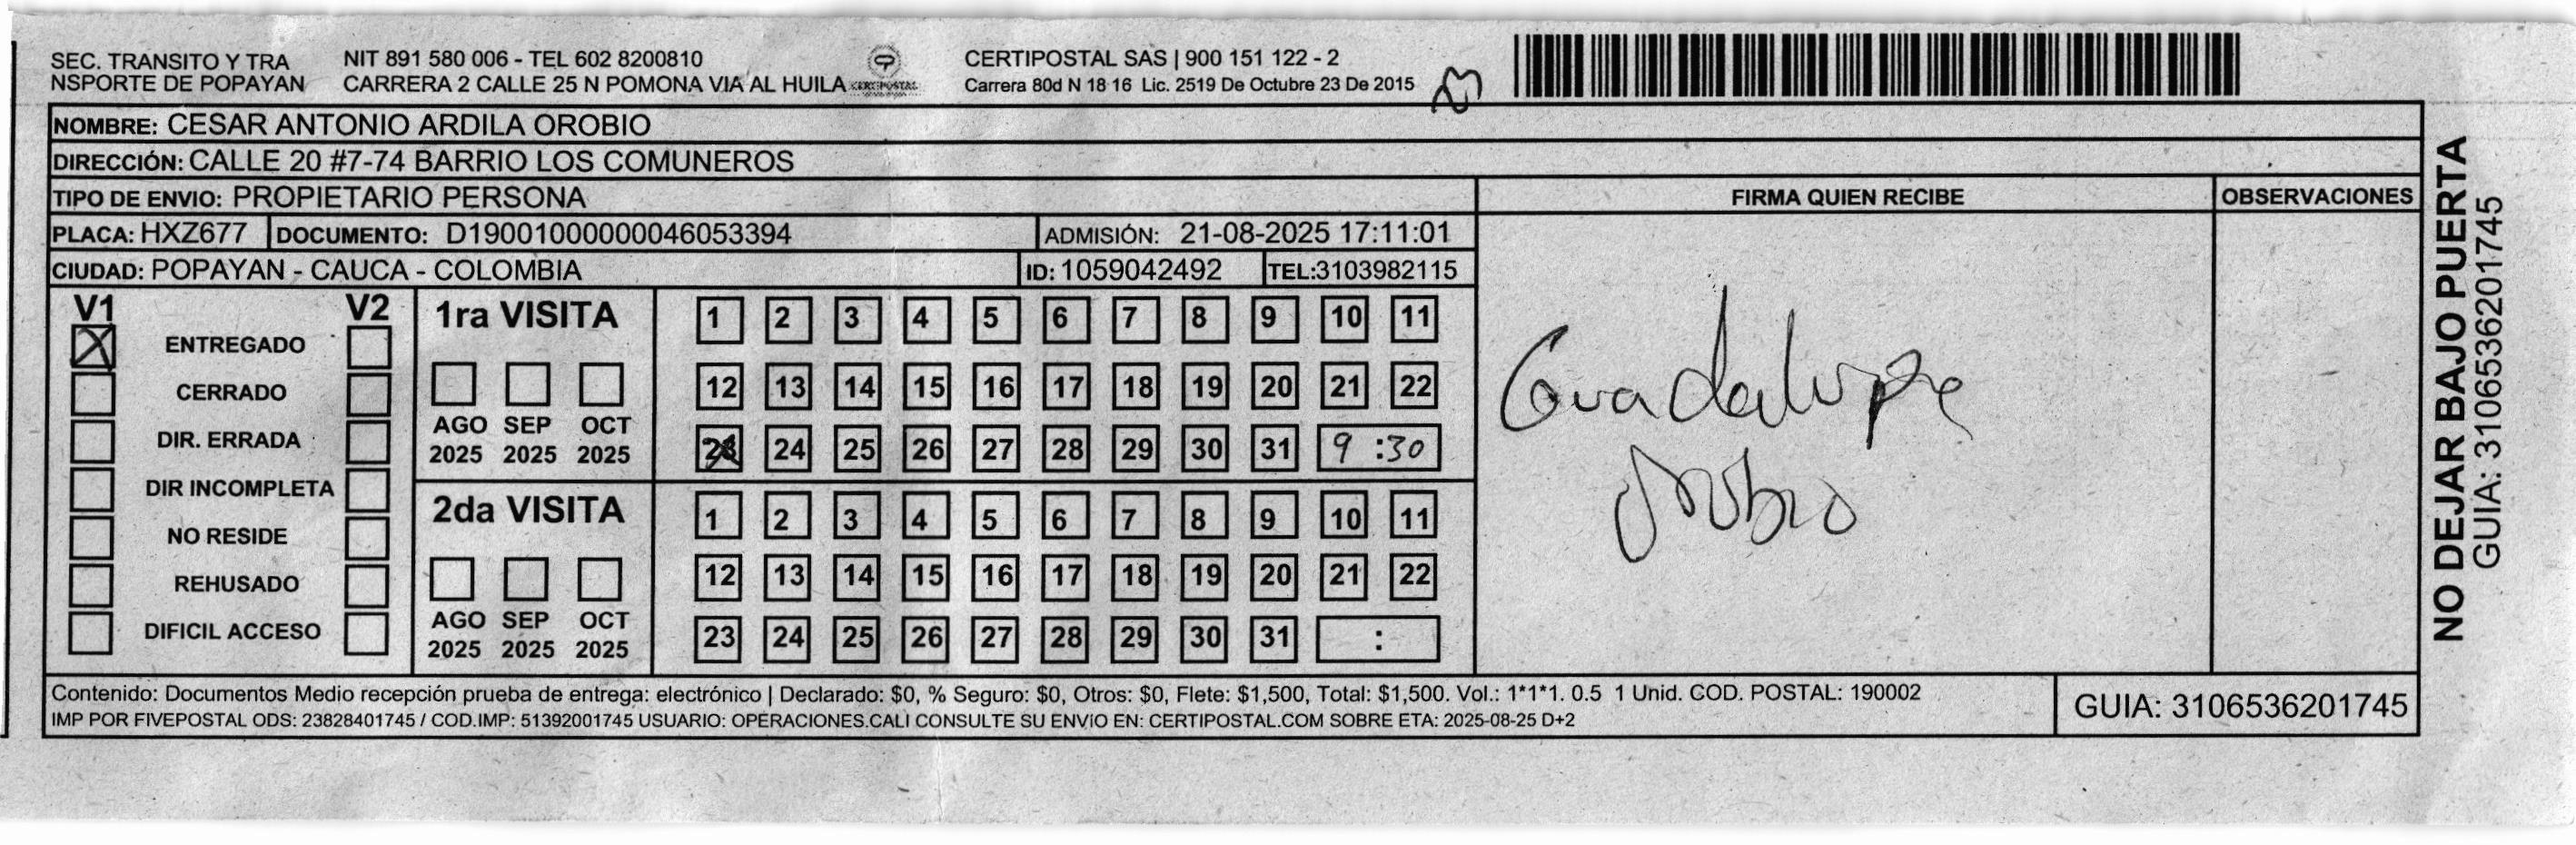 SEC. TRANSITO Y TRA
NSPORTE DE POPAYAN
NIT 891 580 006 - TEL 602 8200810
CARRERA 2 CALLE 25 N POMONA VIA AL HUILA
CERTIPOSTAL
CERTIPOSTAL SAS | 900 151 122 - 2
Carrera 80d N 18 16 Lic. 2519 De Octubre 23 De 2015
NOMBRE: CESAR ANTONIO ARDILA OROBIO
DIRECCIÓN: CALLE 20 #7-74 BARRIO LOS COMUNEROS
TIPO DE ENVIO: PROPIETARIO PERSONA
PLACA: HXZ677 DOCUMENTO: D19001000000046053394 ADMISIÓN: 21-08-2025 17:11:01
CIUDAD: POPAYAN - CAUCA - COLOMBIA ID: 1059042492 TEL:3103982115
V1 V2
ENTREGADO
CERRADO
DIR. ERRADA
DIR INCOMPLETA
NO RESIDE
REHUSADO
DIFICIL ACCESO
1ra VISITA
AGO SEP OCT
2025 2025 2025
1 2 3 4 5 6 7 8 9 10 11
12 13 14 15 16 17 18 19 20 21 22
23 24 25 26 27 28 29 30 31 9 :30
2da VISITA
AGO SEP OCT
2025 2025 2025
1 2 3 4 5 6 7 8 9 10 11
12 13 14 15 16 17 18 19 20 21 22
23 24 25 26 27 28 29 30 31 :
FIRMA QUIEN RECIBE
Guadalupe
Orobio
OBSERVACIONES
Contenido: Documentos Medio recepción prueba de entrega: electrónico | Declarado: $0, % Seguro: $0, Otros: $0, Flete: $1,500, Total: $1,500. Vol.: 1*1*1. 0.5 1 Unid. COD. POSTAL: 190002
IMP POR FIVEPOSTAL ODS: 23828401745 / COD.IMP: 51392001745 USUARIO: OPERACIONES.CALI CONSULTE SU ENVIO EN: CERTIPOSTAL.COM SOBRE ETA: 2025-08-25 D+2
GUIA: 3106536201745
NO DEJAR BAJO PUERTA
GUIA: 3106536201745